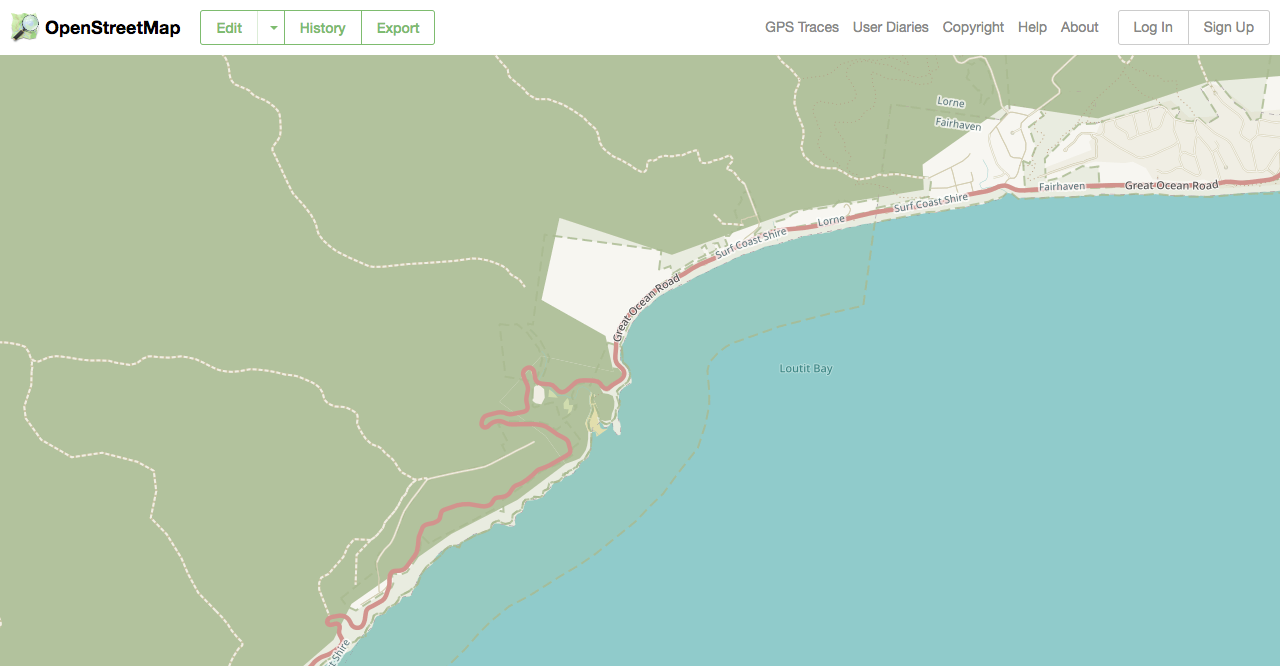 OpenStreetMap
Edit
History
Export
GPS Traces
User Diaries
Copyright
Help
About
Log In
Sign Up
Lorne
Fairhaven
Fairhaven
Great Ocean Road
Surf Coast Shire
Lorne
Surf Coast Shire
Great Ocean Road
Loutit Bay
t Shire